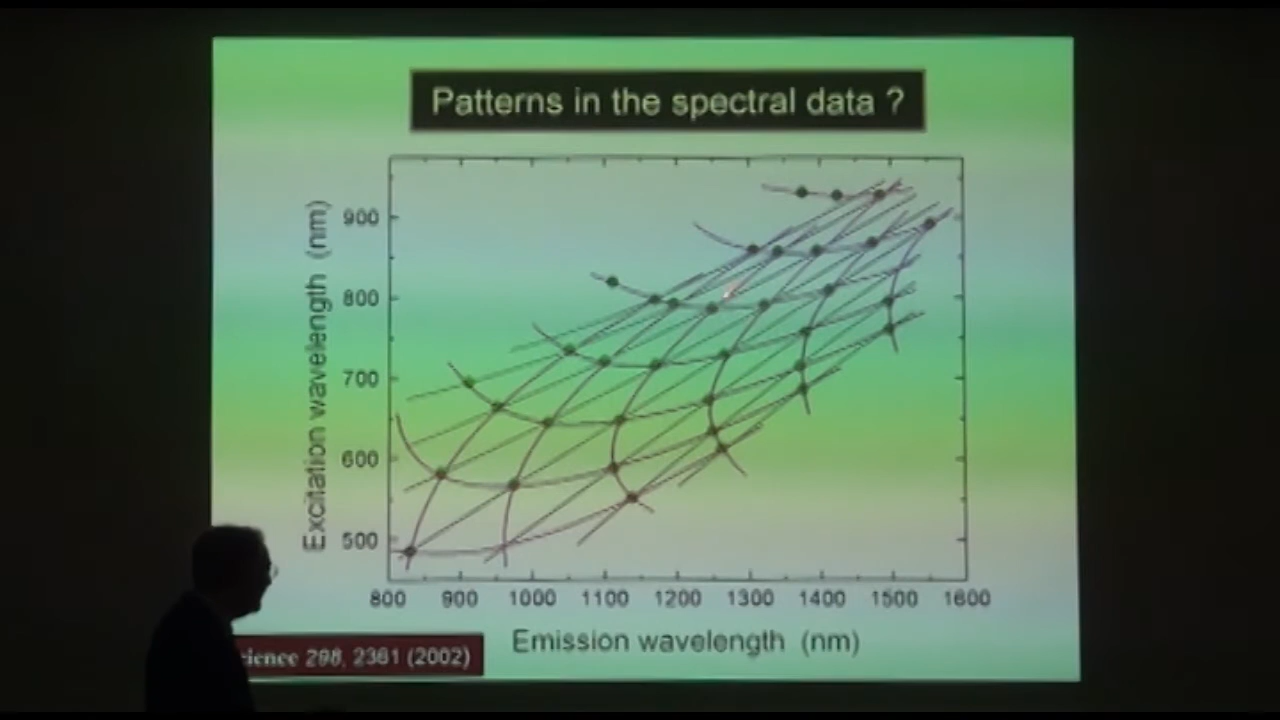 Patterns in the spectral data ?
Excitation wavelength (nm)
900
800
700
600
500
800 900 1000 1100 1200 1300 1400 1500 1600
Emission wavelength (nm)
298, 2361 (2002)